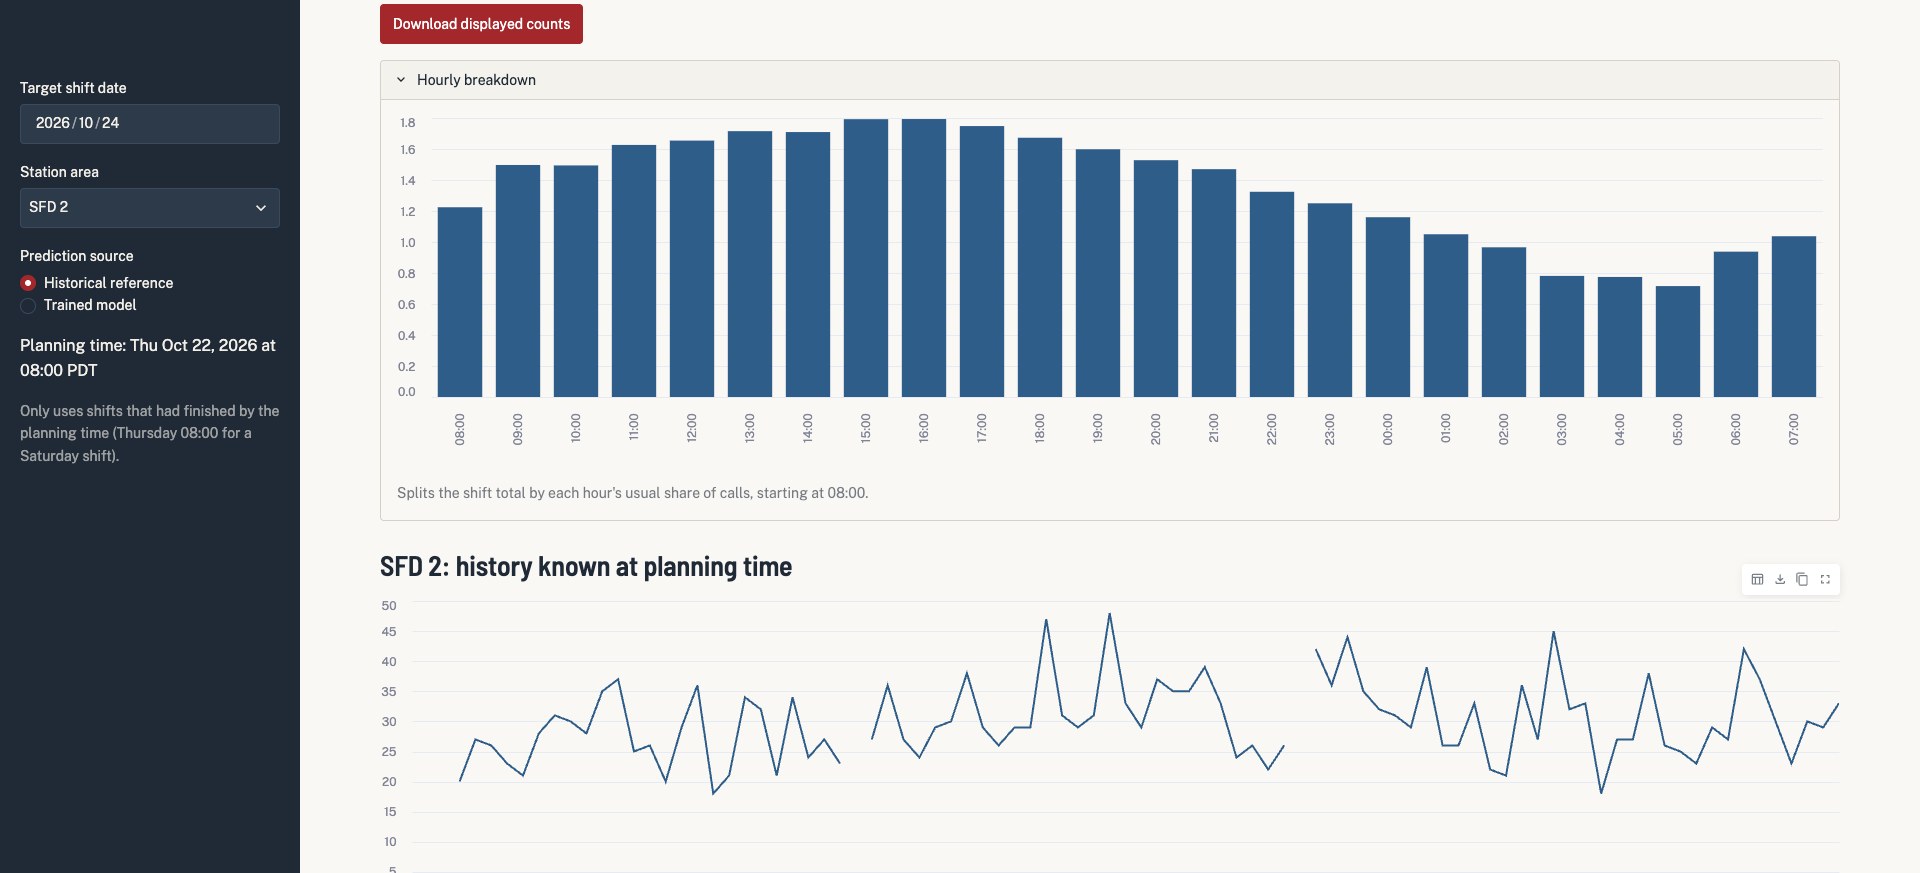 Target shift date
2026/10/24
Station area
SFD 2
Prediction source
Historical reference
Trained model
Planning time: Thu Oct 22, 2026 at
08:00 PDT
Only uses shifts that had finished by the
planning time (Thursday 08:00 for a
Saturday shift).
Download displayed counts
Hourly breakdown
1.8
1.6
1.4
1.2
1.0
0.8
0.6
0.4
0.2
0.0
08:00 09:00 10:00 11:00 12:00 13:00 14:00 15:00 16:00 17:00 18:00 19:00 20:00 21:00 22:00 23:00 00:00 01:00 02:00 03:00 04:00 05:00 06:00 07:00
Splits the shift total by each hour's usual share of calls, starting at 08:00.
SFD 2: history known at planning time
50
45
40
35
30
25
20
15
10
5